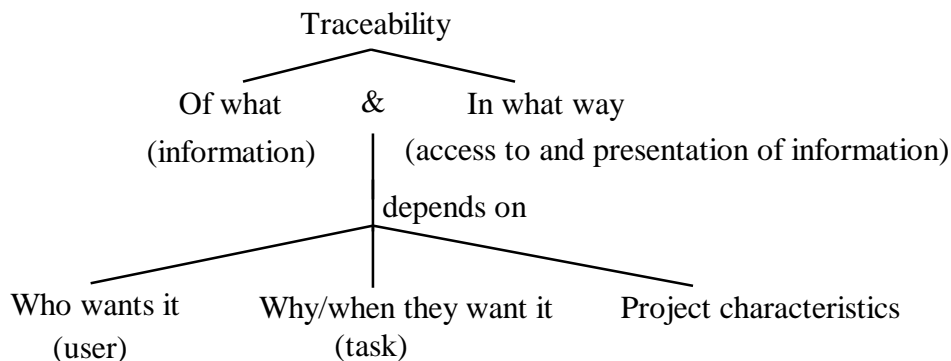 Traceability
Of what & In what way
(information) (access to and presentation of information)
depends on
Who wants it Why/when they want it Project characteristics
(user) (task)